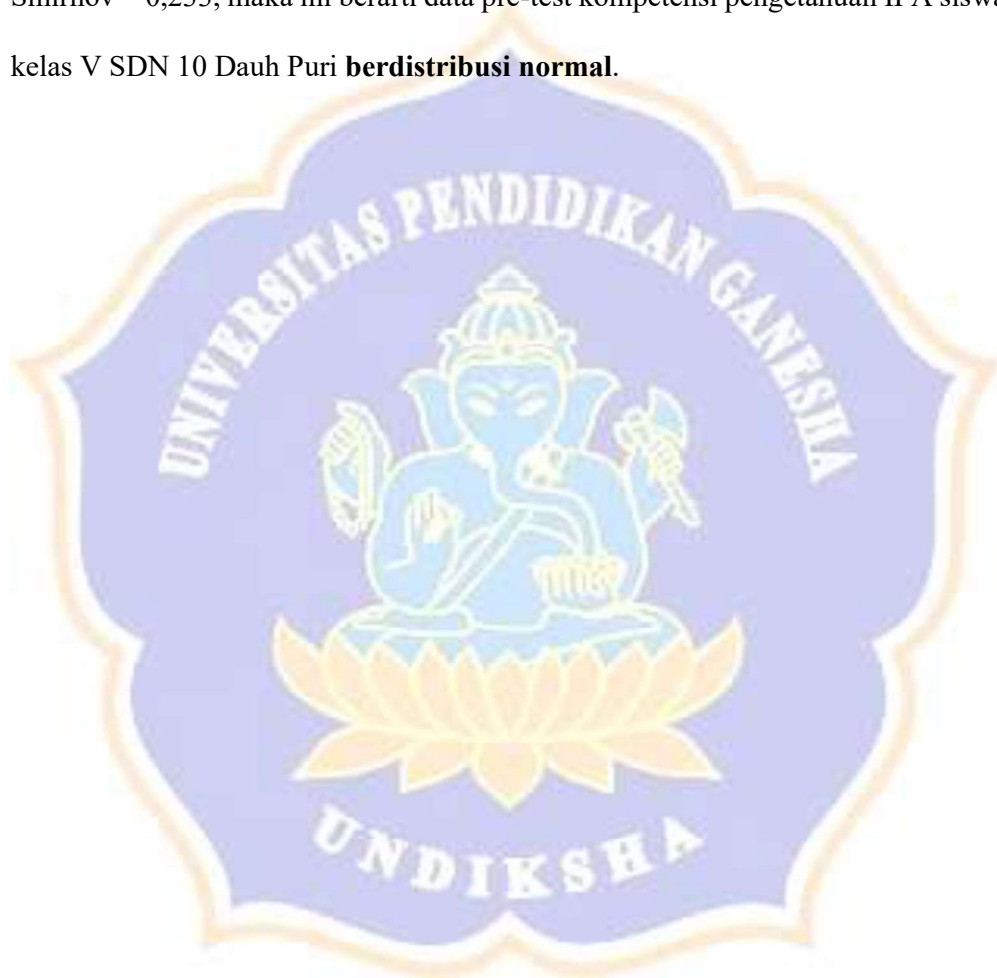 Smirnov = 0,233, maka ini berarti data pre-test kompetensi pengetahuan IPA siswa
kelas V SDN 10 Dauh Puri berdistribusi normal.
UNIVERSITAS PENDIDIKAN GANESHA
UNDIKSHA